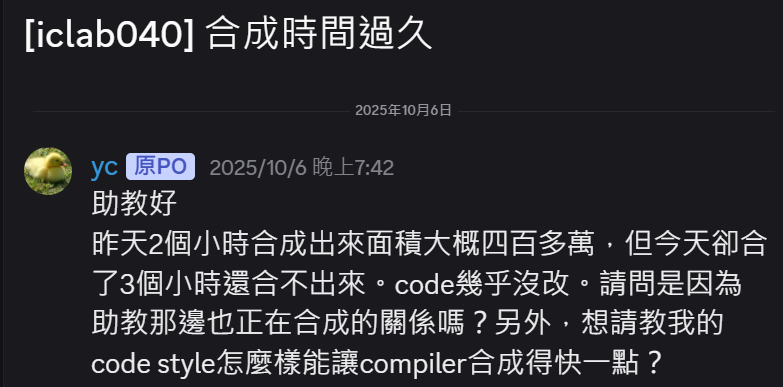 [iclab040] 合成時間過久
2025年10月6日
yc 原PO 2025/10/6 晚上7:42
助教好
昨天2個小時合成出來面積大概四百多萬，但今天卻合
了3個小時還合不出來。code幾乎沒改。請問是因為
助教那邊也正在合成的關係嗎？另外，想請教我的
code style怎麼樣能讓compiler合成得快一點？